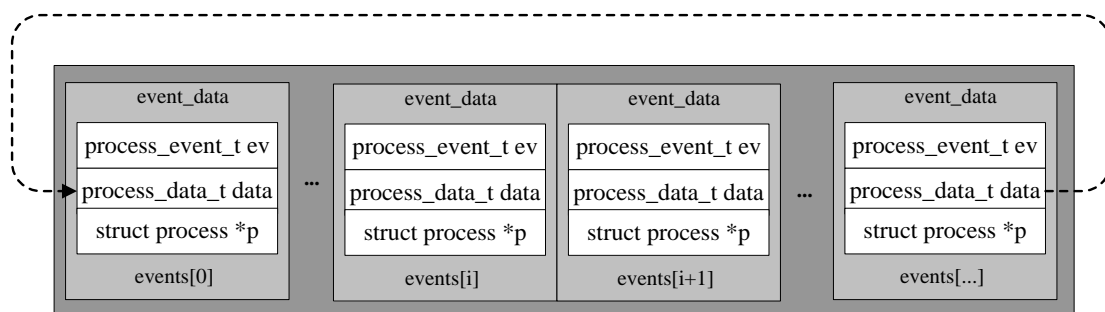 event_data
process_event_t ev
process_data_t data
struct process *p
events[0]
...
event_data
process_event_t ev
process_data_t data
struct process *p
events[i]
event_data
process_event_t ev
process_data_t data
struct process *p
events[i+1]
...
event_data
process_event_t ev
process_data_t data
struct process *p
events[...]